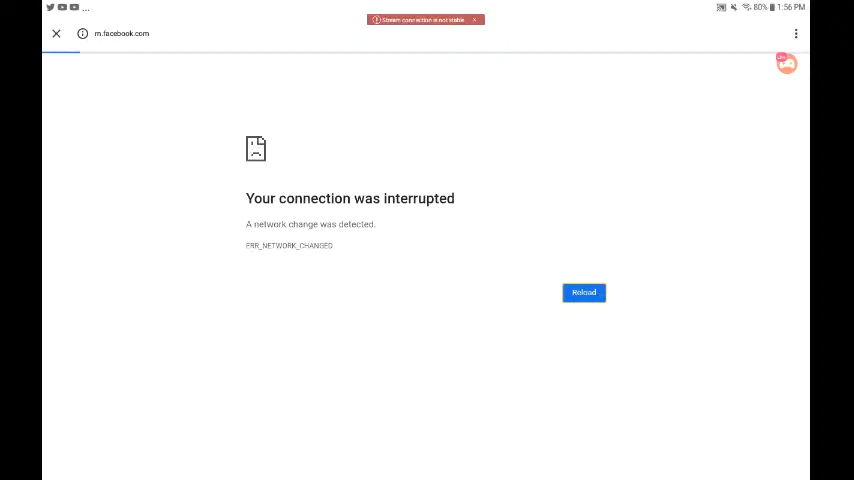 ... 80% 1:56 PM
Stream connection is not stable. ×
m.facebook.com
LIVE
Your connection was interrupted
A network change was detected.
ERR_NETWORK_CHANGED
Reload